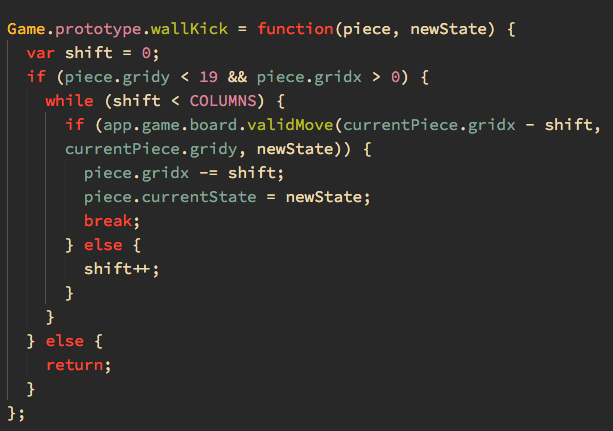 Game.prototype.wallKick = function(piece, newState) {
  var shift = 0;
  if (piece.gridy < 19 && piece.gridx > 0) {
    while (shift < COLUMNS) {
      if (app.game.board.validMove(currentPiece.gridx - shift,
      currentPiece.gridy, newState)) {
        piece.gridx -= shift;
        piece.currentState = newState;
        break;
      } else {
        shift++;
      }
    }
  } else {
    return;
  }
};